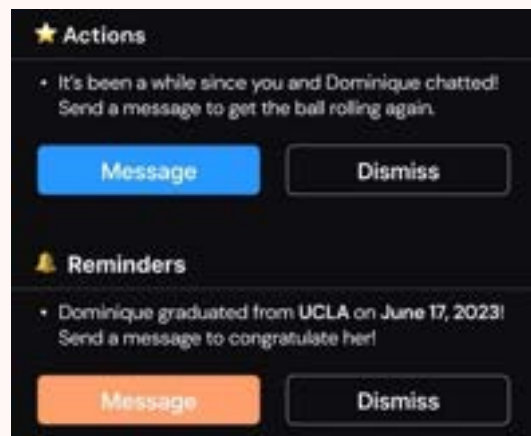 Actions
• It's been a while since you and Dominique chatted!
Send a message to get the ball rolling again.
Message Dismiss
Reminders
• Dominique graduated from UCLA on June 17, 2023!
Send a message to congratulate her!
Message Dismiss